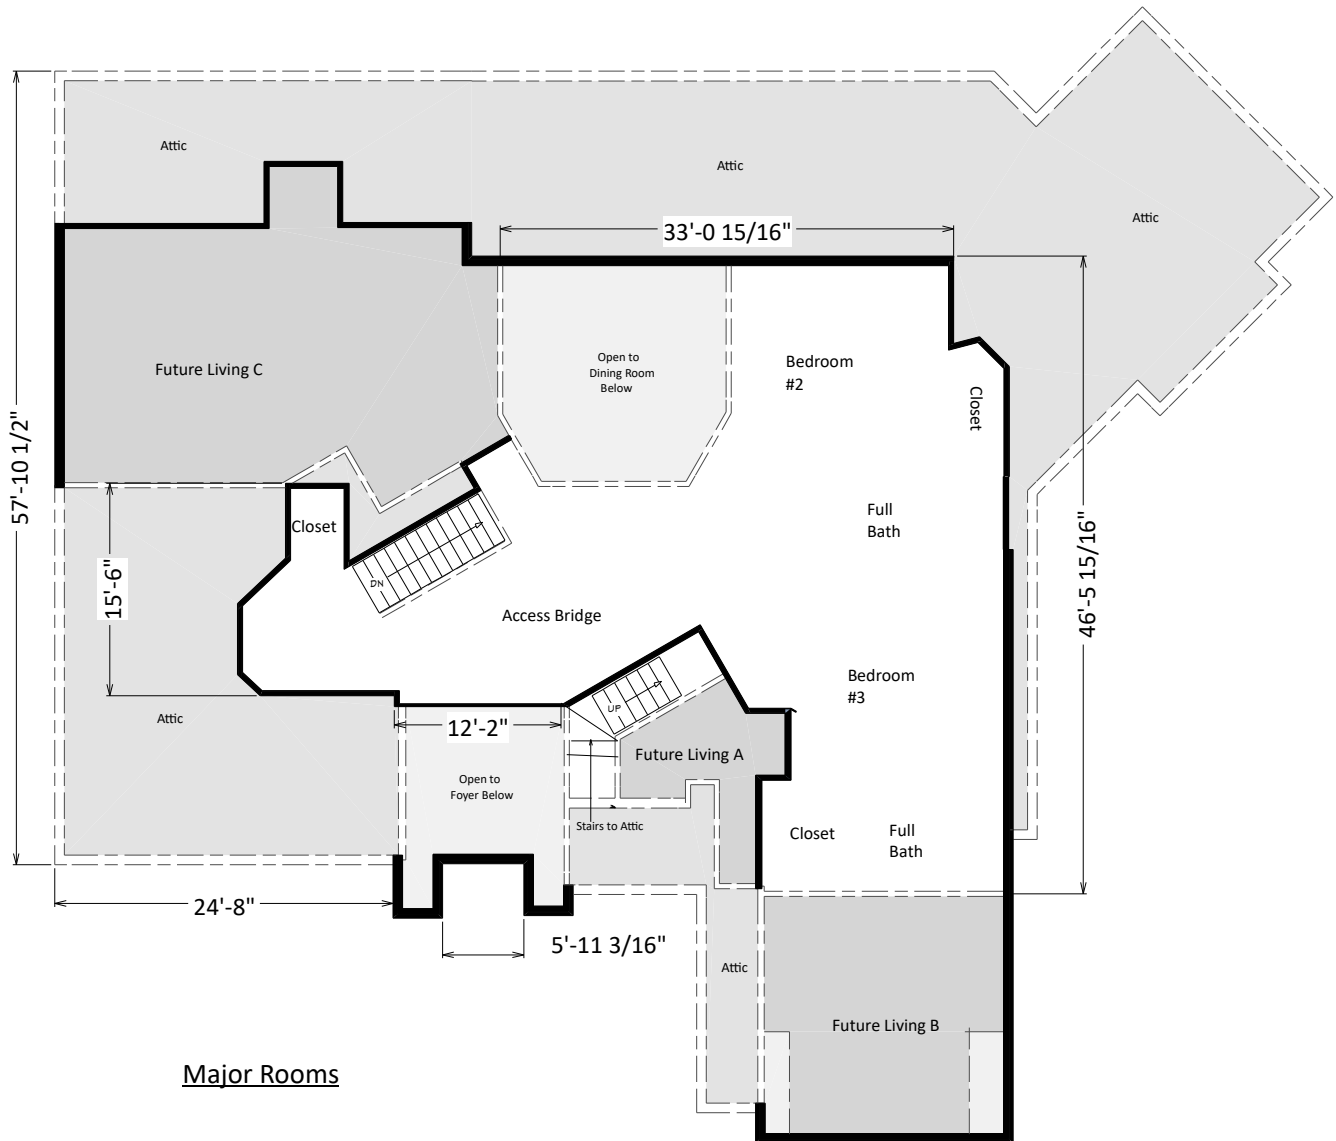 Attic
Attic
Attic
33'-0 15/16"
Future Living C
Open to
Dining Room
Below
Bedroom
#2
Closet
57'-10 1/2"
Closet
Full
Bath
15'-6"
DN
46'-5 15/16"
Access Bridge
Bedroom
#3
UP
Attic
12'-2"
Future Living A
Open to
Foyer Below
Stairs to Attic
Closet
Full
Bath
24'-8"
5'-11 3/16"
Attic
Future Living B
Major Rooms